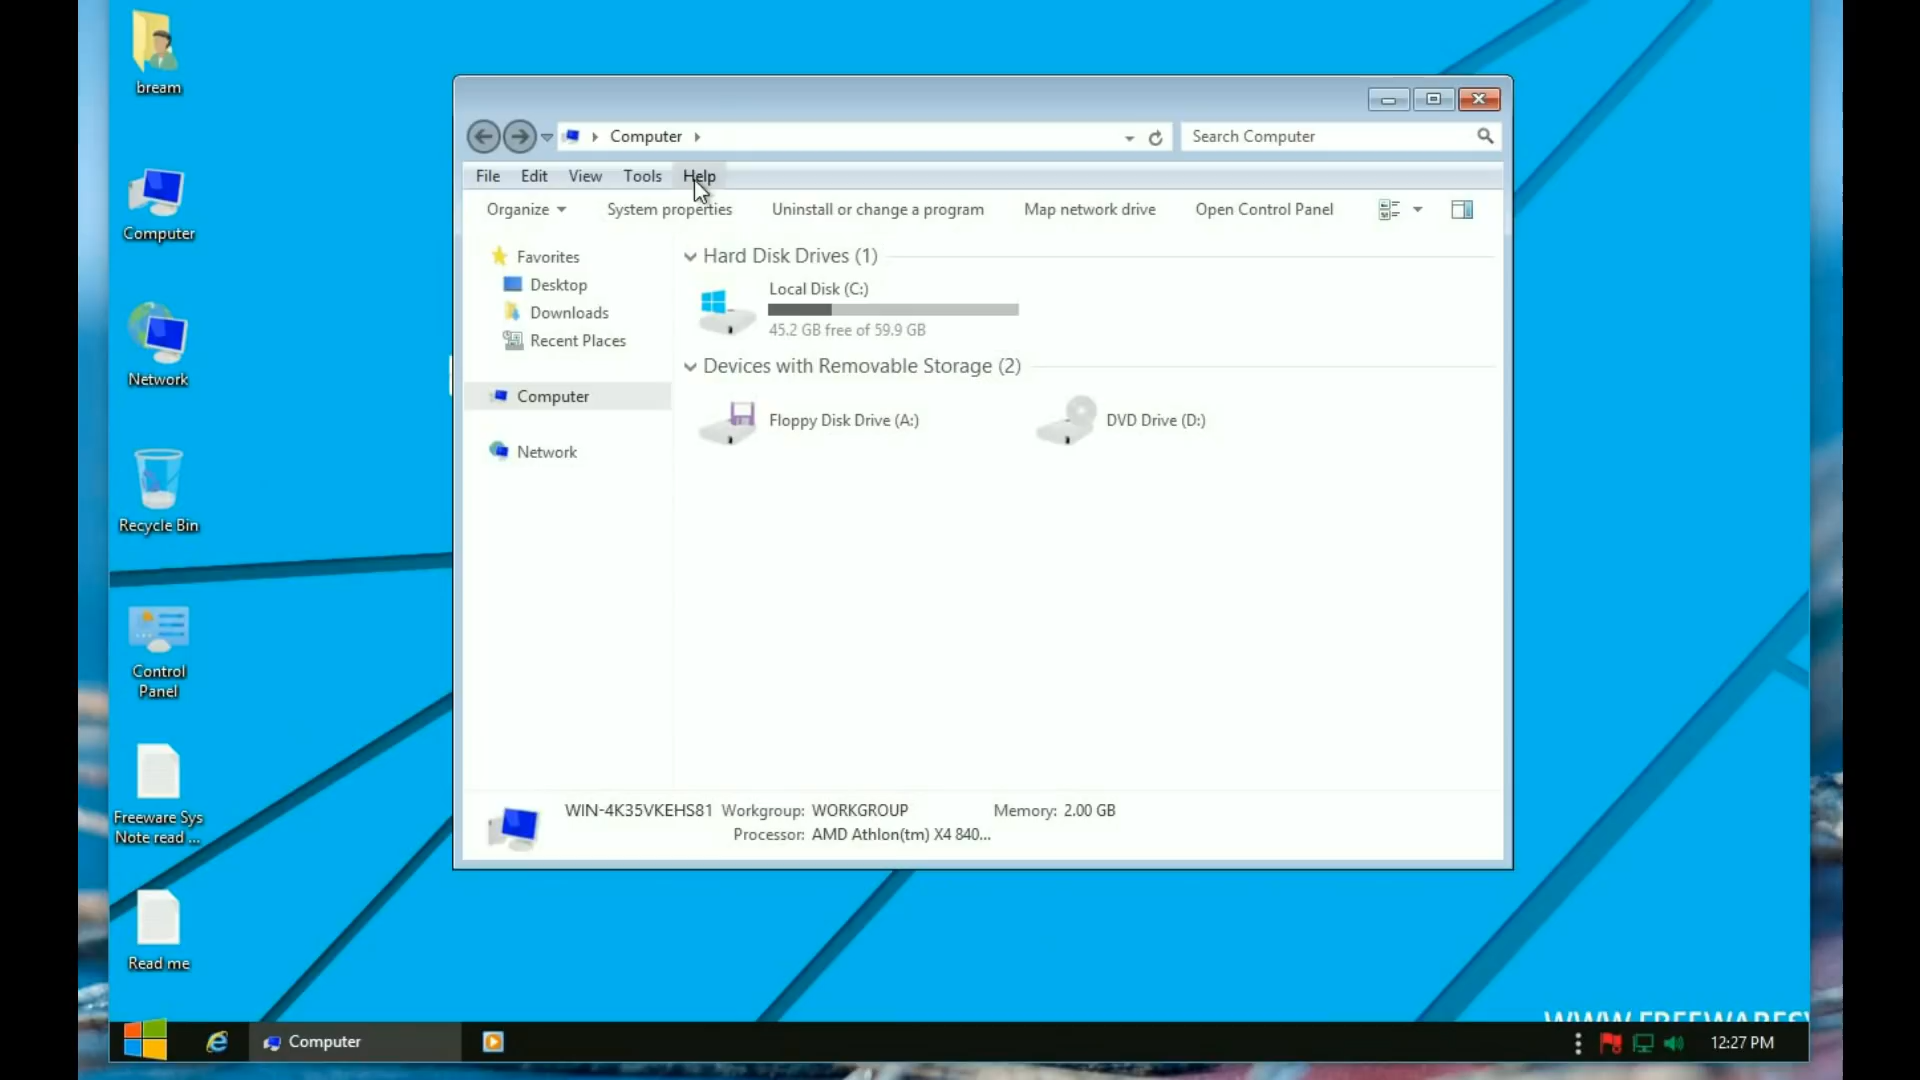 bream
Computer
Network
Recycle Bin
Control
Panel
Freeware Sys
Note read ...
Read me
Computer
Search Computer
File Edit View Tools Help
Organize System properties Uninstall or change a program Map network drive Open Control Panel
Favorites
Desktop
Downloads
Recent Places
Computer
Network
Hard Disk Drives (1)
Local Disk (C:)
45.2 GB free of 59.9 GB
Devices with Removable Storage (2)
Floppy Disk Drive (A:) DVD Drive (D:)
WIN-4K35VKEHS81 Workgroup: WORKGROUP Memory: 2.00 GB
Processor: AMD Athlon(tm) X4 840...
Computer
12:27 PM